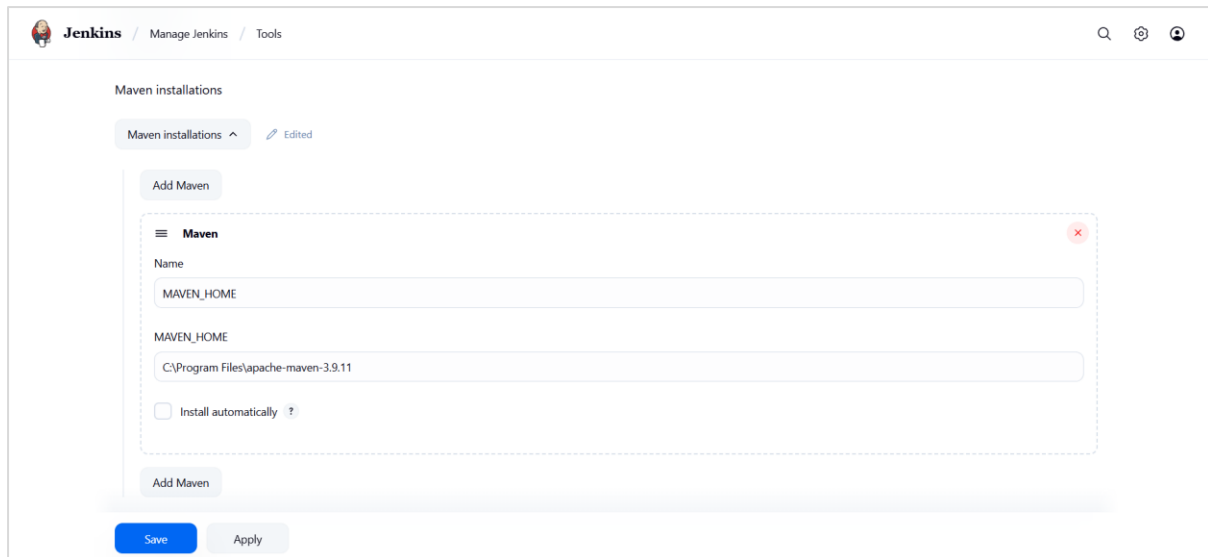 Jenkins / Manage Jenkins / Tools
Maven installations
Maven installations Edited
Add Maven
Maven
Name
MAVEN_HOME
MAVEN_HOME
C:\Program Files\apache-maven-3.9.11
Install automatically ?
Add Maven
Save Apply